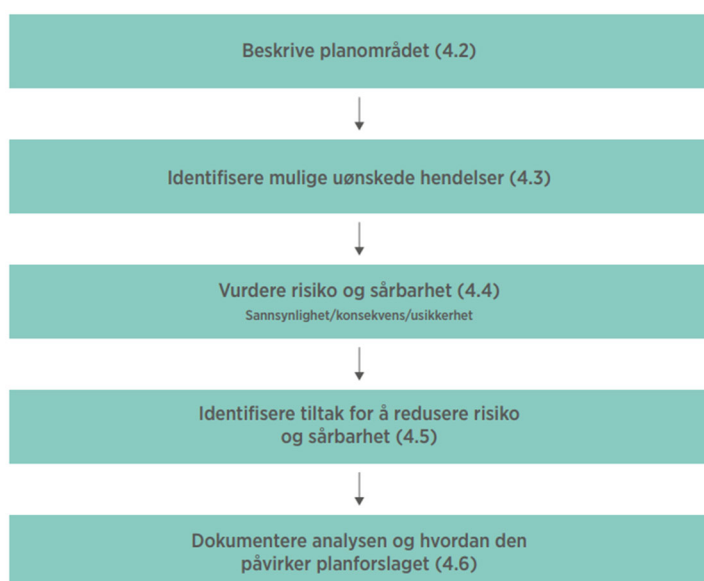 Beskrive planområdet (4.2)
Identifisere mulige uønskede hendelser (4.3)
Vurdere risiko og sårbarhet (4.4)
Sannsynlighet/konsekvens/usikkerhet
Identifisere tiltak for å redusere risiko
og sårbarhet (4.5)
Dokumentere analysen og hvordan den
påvirker planforslaget (4.6)